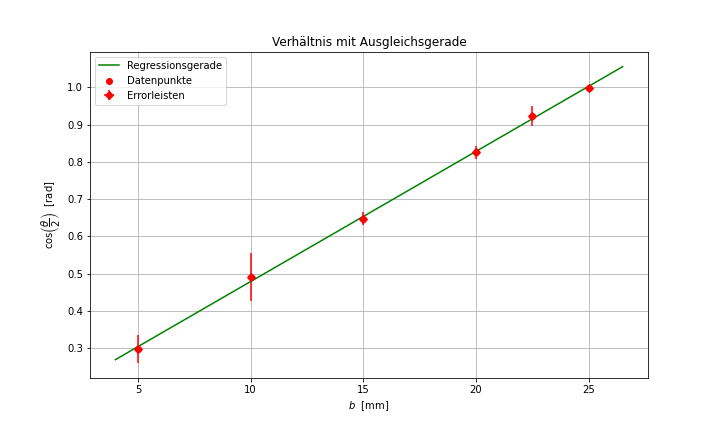 Verhältnis mit Ausgleichsgerade
Regressionsgerade
Datenpunkte
Errorleisten
1.0
0.9
0.8
0.7
0.6
0.5
0.4
0.3
cos(θ/2) [rad]
5 10 15 20 25
b [mm]